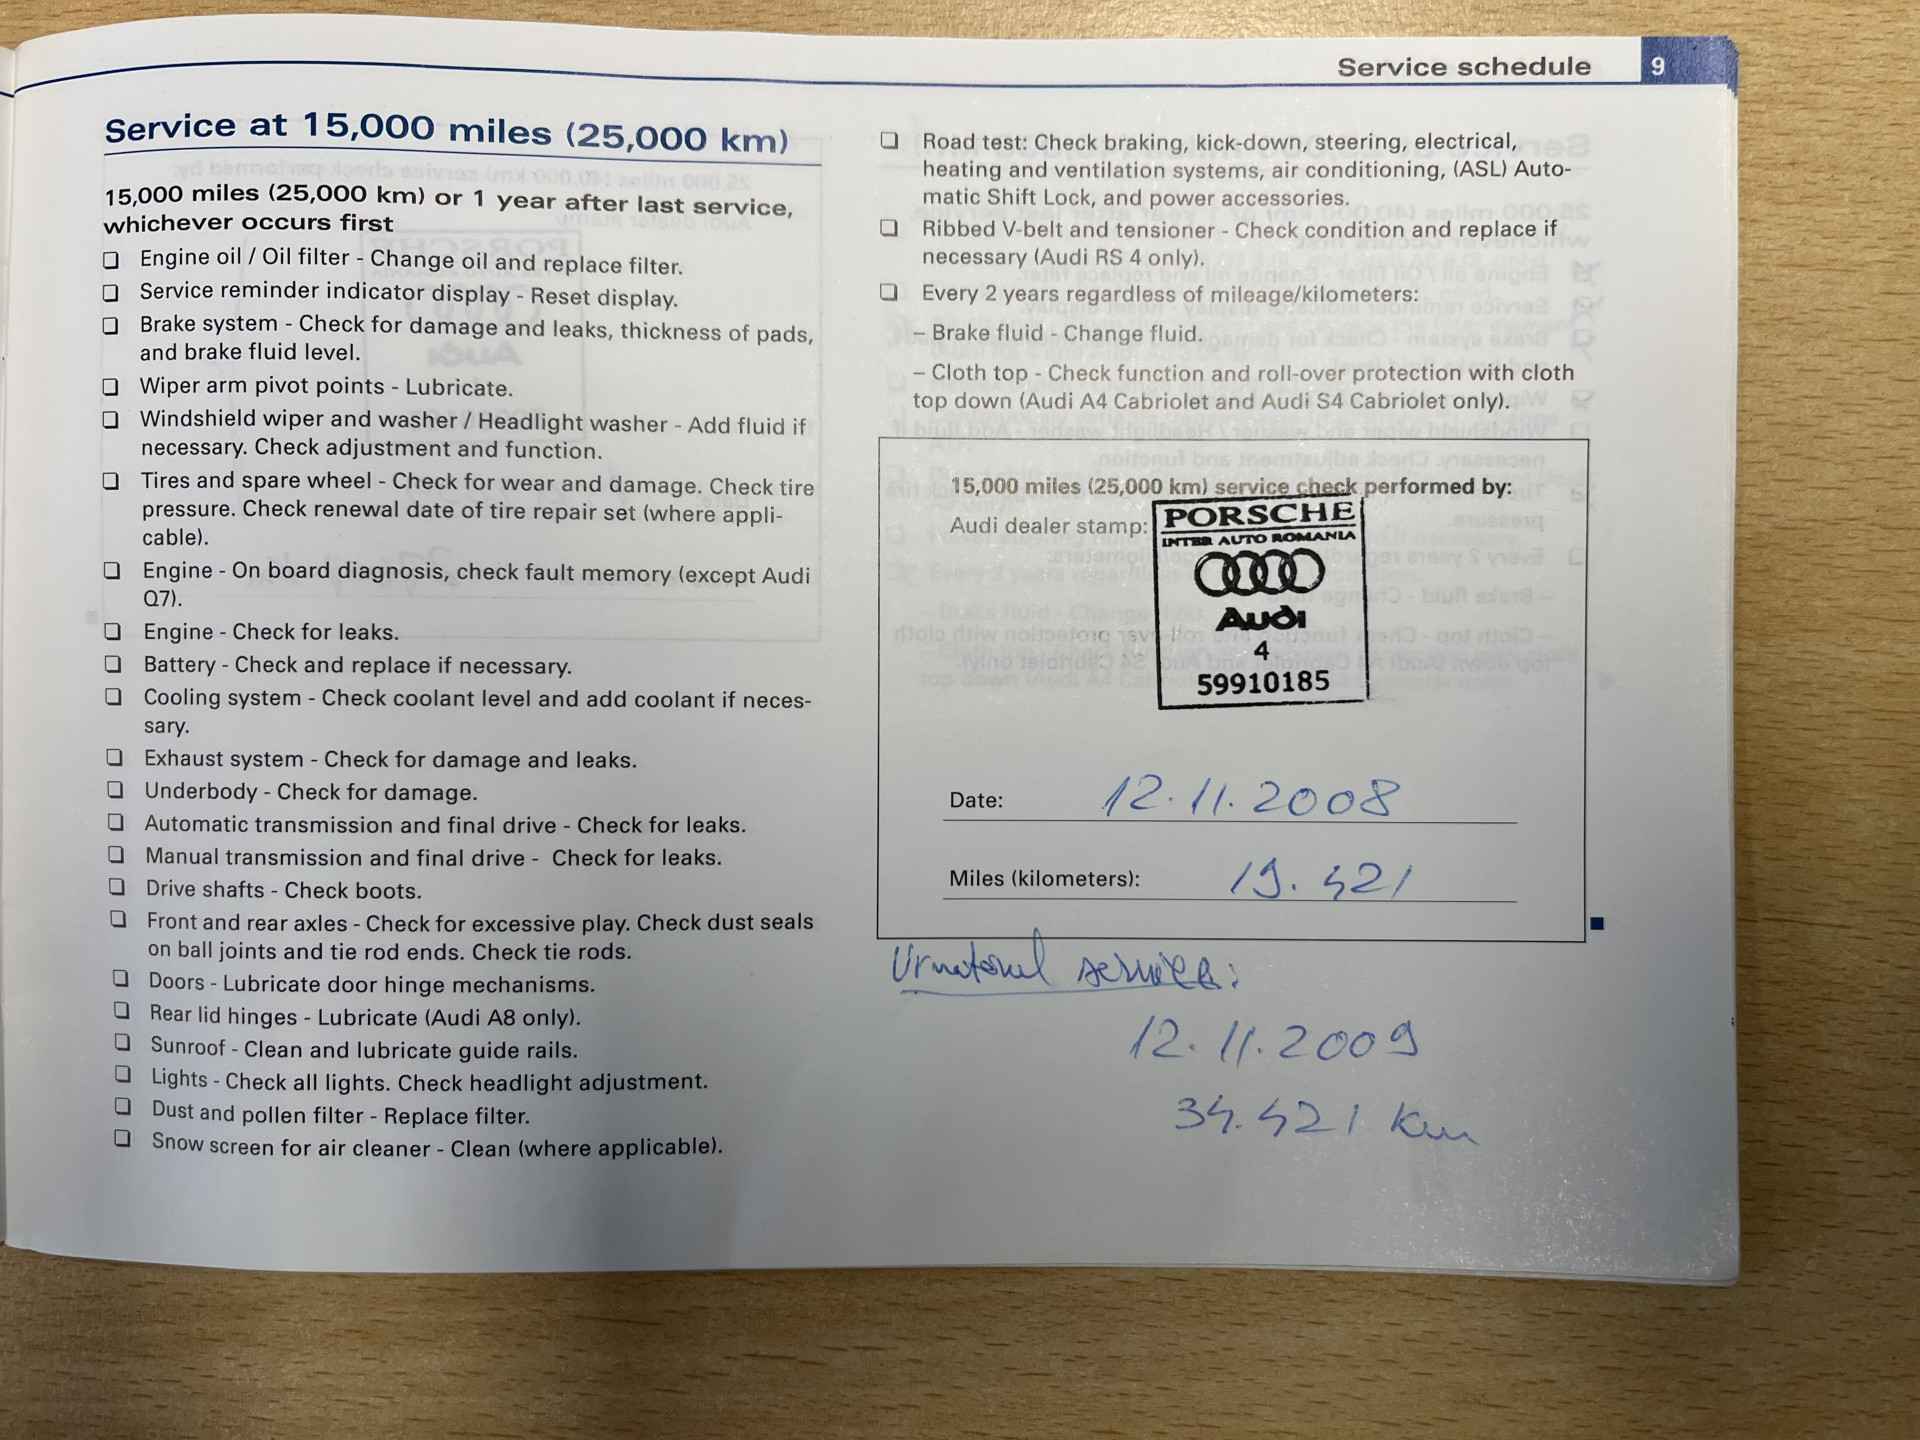 Service schedule 9
Service at 15,000 miles (25,000 km)
15,000 miles (25,000 km) or 1 year after last service,
whichever occurs first
Engine oil / Oil filter - Change oil and replace filter.
Service reminder indicator display - Reset display.
Brake system - Check for damage and leaks, thickness of pads,
and brake fluid level.
Wiper arm pivot points - Lubricate.
Windshield wiper and washer / Headlight washer - Add fluid if
necessary. Check adjustment and function.
Tires and spare wheel - Check for wear and damage. Check tire
pressure. Check renewal date of tire repair set (where appli-
cable).
Engine - On board diagnosis, check fault memory (except Audi
Q7).
Engine - Check for leaks.
Battery - Check and replace if necessary.
Cooling system - Check coolant level and add coolant if neces-
sary.
Exhaust system - Check for damage and leaks.
Underbody - Check for damage.
Automatic transmission and final drive - Check for leaks.
Manual transmission and final drive - Check for leaks.
Drive shafts - Check boots.
Front and rear axles - Check for excessive play. Check dust seals
on ball joints and tie rod ends. Check tie rods.
Doors - Lubricate door hinge mechanisms.
Rear lid hinges - Lubricate (Audi A8 only).
Sunroof - Clean and lubricate guide rails.
Lights - Check all lights. Check headlight adjustment.
Dust and pollen filter - Replace filter.
Snow screen for air cleaner - Clean (where applicable).
Road test: Check braking, kick-down, steering, electrical,
heating and ventilation systems, air conditioning, (ASL) Auto-
matic Shift Lock, and power accessories.
Ribbed V-belt and tensioner - Check condition and replace if
necessary (Audi RS 4 only).
Every 2 years regardless of mileage/kilometers:
– Brake fluid - Change fluid.
– Cloth top - Check function and roll-over protection with cloth
top down (Audi A4 Cabriolet and Audi S4 Cabriolet only).
15,000 miles (25,000 km) service check performed by:
Audi dealer stamp:
PORSCHE
INTER AUTO ROMANIA
Audi
4
59910185
Date: 12.11.2008
Miles (kilometers): 19.421
Urmatorul service:
12.11.2009
34.421 km